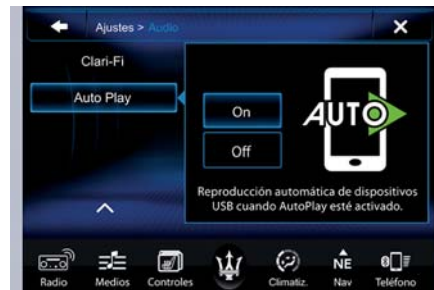 Ajustes > Audio
Clari-Fi
Auto Play
On
Off
AUTO
Reproducción automática de dispositivos
USB cuando AutoPlay esté activado.
Radio
Medios
Controles
Climatiz.
NE
Nav
Teléfono